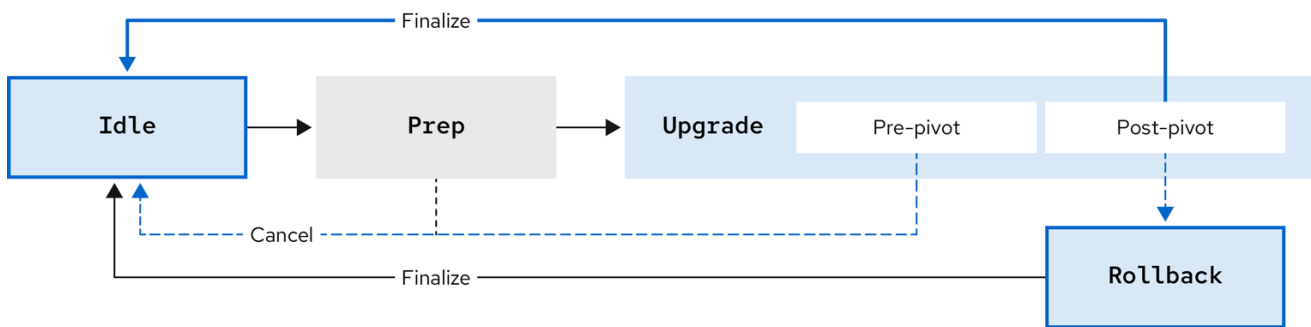 Finalize
Idle
Prep
Upgrade
Pre-pivot
Post-pivot
Cancel
Finalize
Rollback